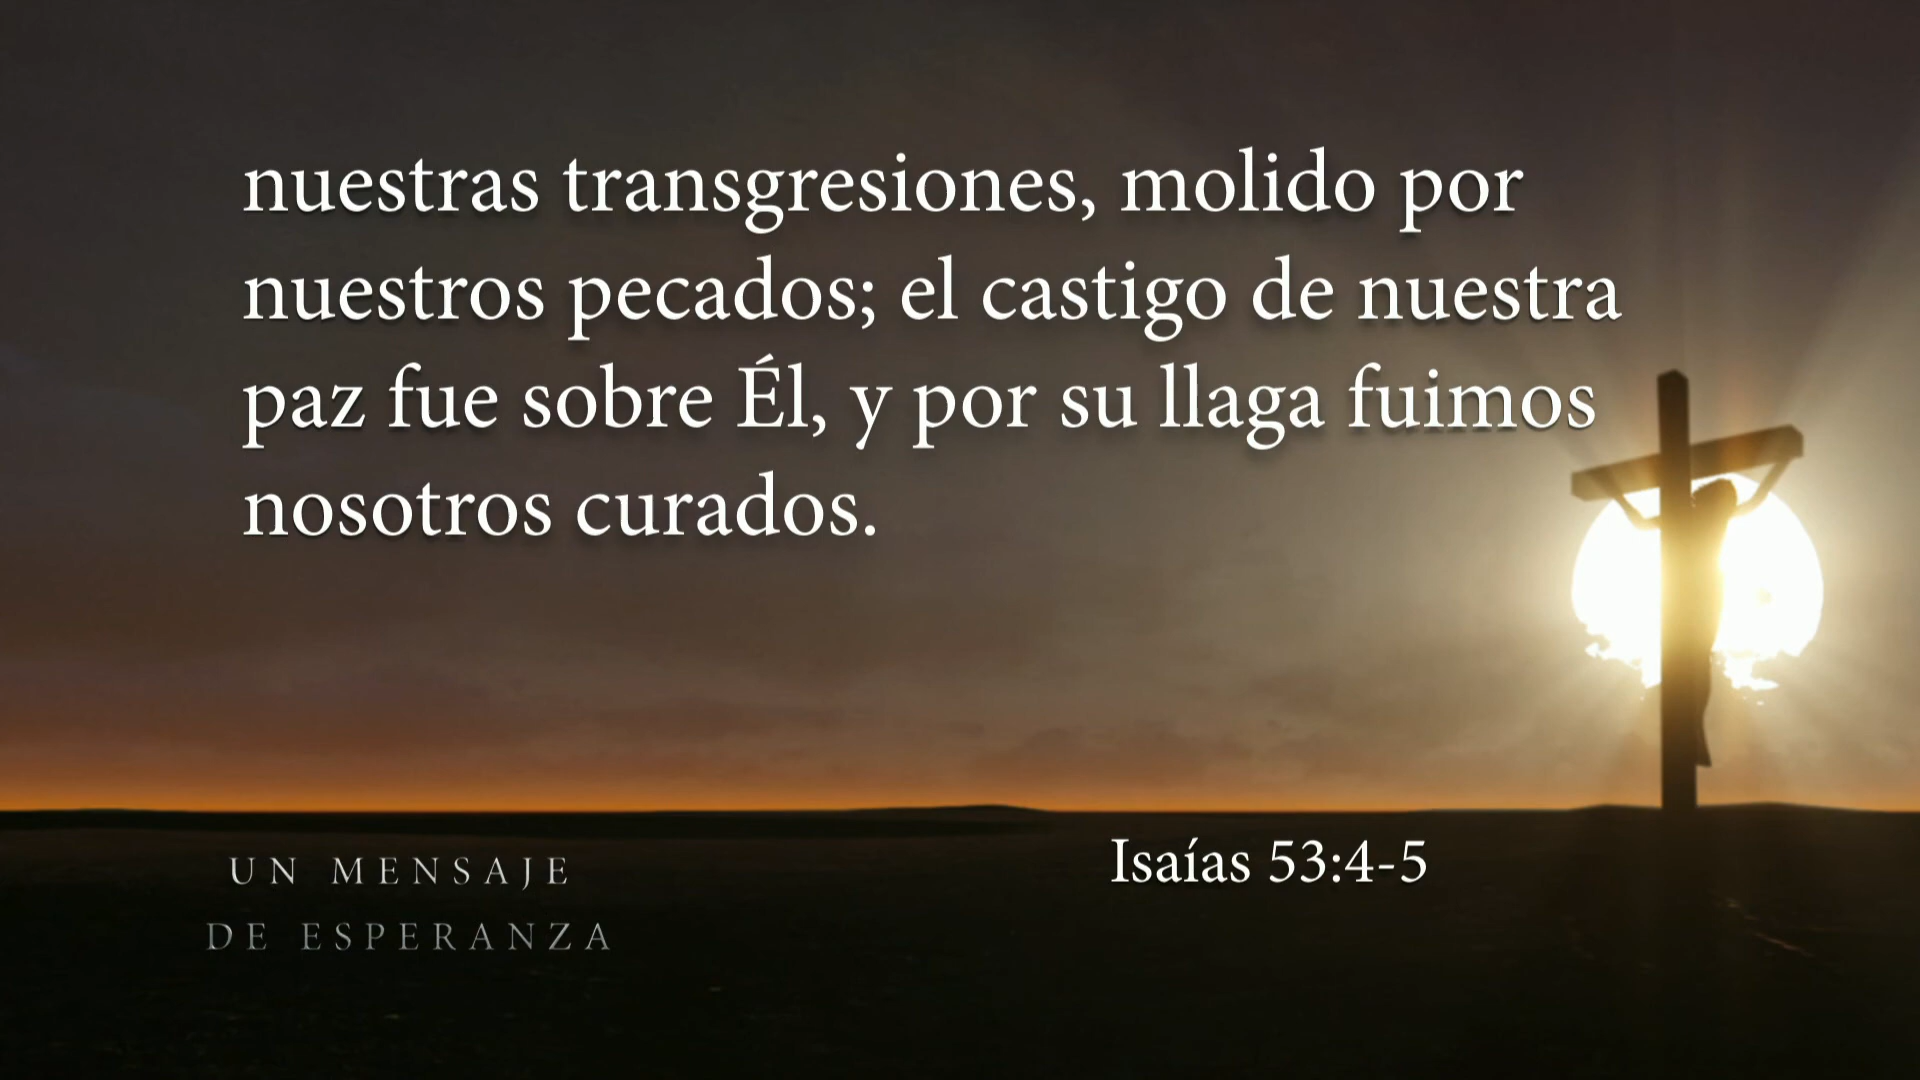 nuestras transgresiones, molido por
nuestros pecados; el castigo de nuestra
paz fue sobre Él, y por su llaga fuimos
nosotros curados.
Isaías 53:4-5
UN MENSAJE
DE ESPERANZA